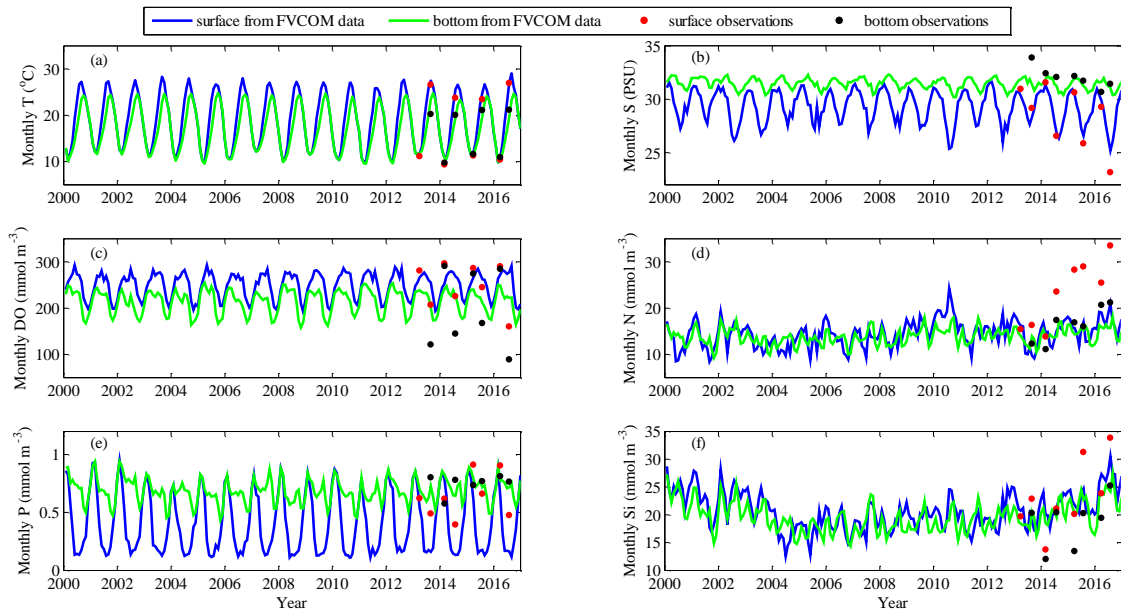 surface from FVCOM data bottom from FVCOM data surface observations bottom observations
(a)
Monthly T (°C)
30
20
10
2000 2002 2004 2006 2008 2010 2012 2014 2016
(b)
Monthly S (PSU)
35
30
25
2000 2002 2004 2006 2008 2010 2012 2014 2016
(c)
Monthly DO (mmol m⁻³)
300
200
100
2000 2002 2004 2006 2008 2010 2012 2014 2016
(d)
Monthly N (mmol m⁻³)
40
30
20
10
2000 2002 2004 2006 2008 2010 2012 2014 2016
(e)
Monthly P (mmol m⁻³)
1
0.5
0
2000 2002 2004 2006 2008 2010 2012 2014 2016
Year
(f)
Monthly Si (mmol m⁻³)
35
30
25
20
15
10
2000 2002 2004 2006 2008 2010 2012 2014 2016
Year